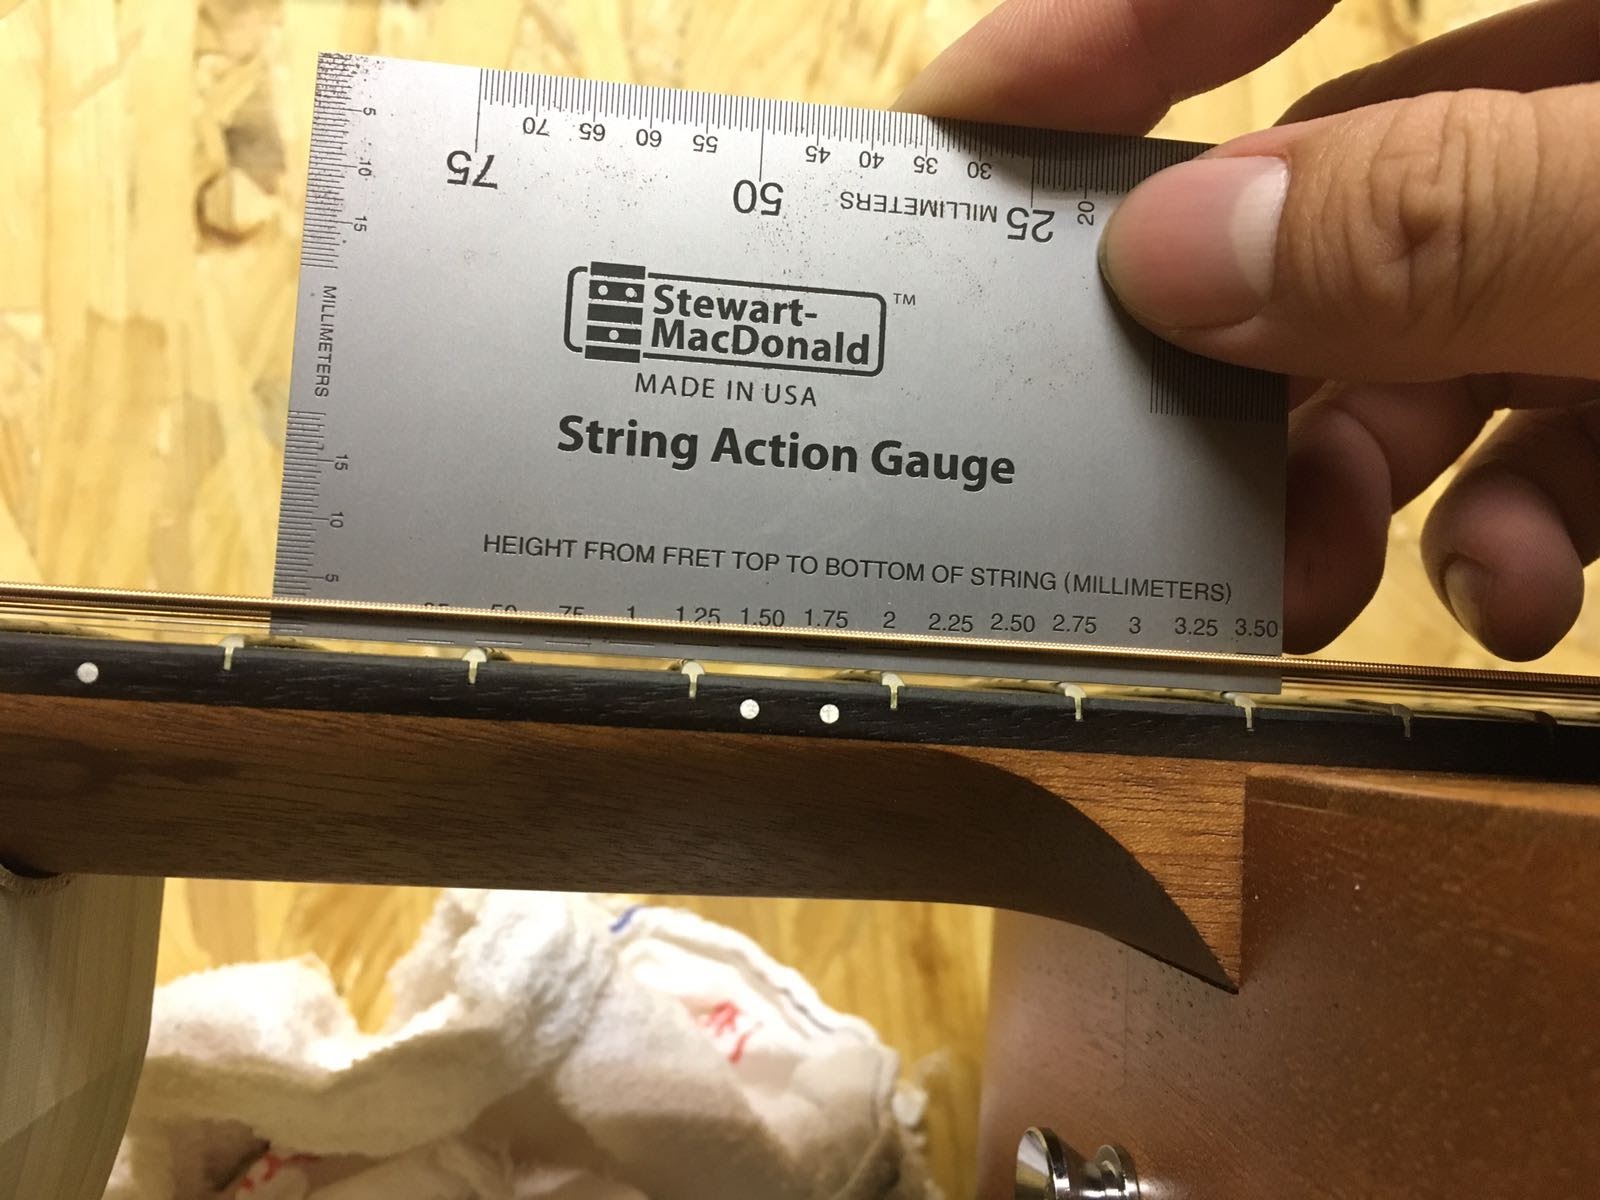 5 10 15
MILLIMETERS
15 10 5
75 70 65 60 55 50 45 40 35 30 25 20
MILLIMETERS
Stewart-
MacDonald
TM
MADE IN USA
String Action Gauge
HEIGHT FROM FRET TOP TO BOTTOM OF STRING (MILLIMETERS)
1 1.25 1.50 1.75 2 2.25 2.50 2.75 3 3.25 3.50